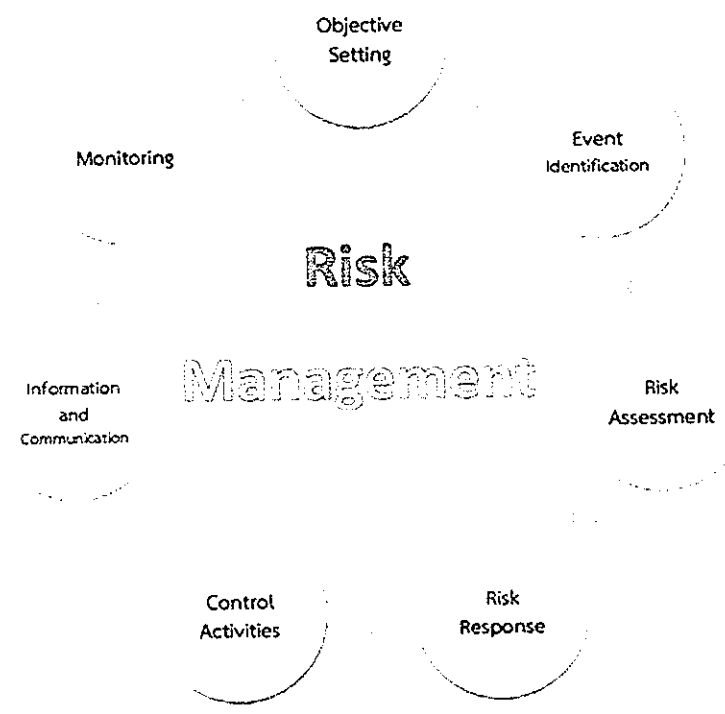 Objective
Setting
Event
Identification
Risk
Assessment
Risk
Response
Control
Activities
Information
and
Communication
Monitoring
Risk
Management